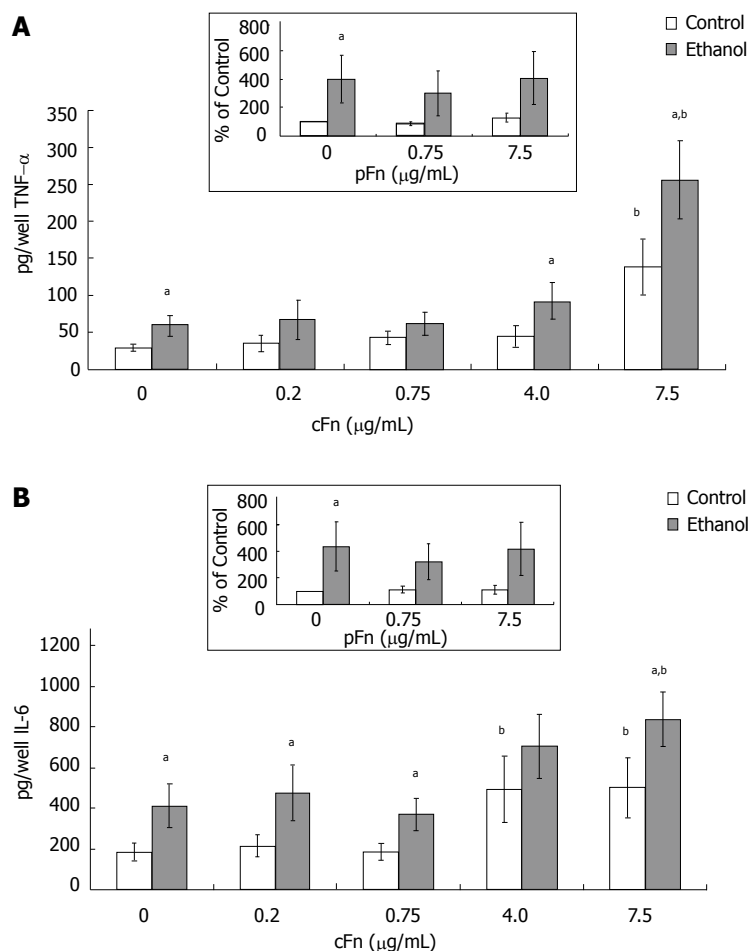 A
Control
Ethanol
% of Control
800
600
400
200
0
a
0 0.75 7.5
pFn (μg/mL)
pg/well TNF-α
350
300
250
200
150
100
50
0
a a b a,b
0 0.2 0.75 4.0 7.5
cFn (μg/mL)
B
Control
Ethanol
% of Control
800
600
400
200
0
a
0 0.75 7.5
pFn (μg/mL)
pg/well IL-6
1200
1000
800
600
400
200
0
a a a b b a,b
0 0.2 0.75 4.0 7.5
cFn (μg/mL)